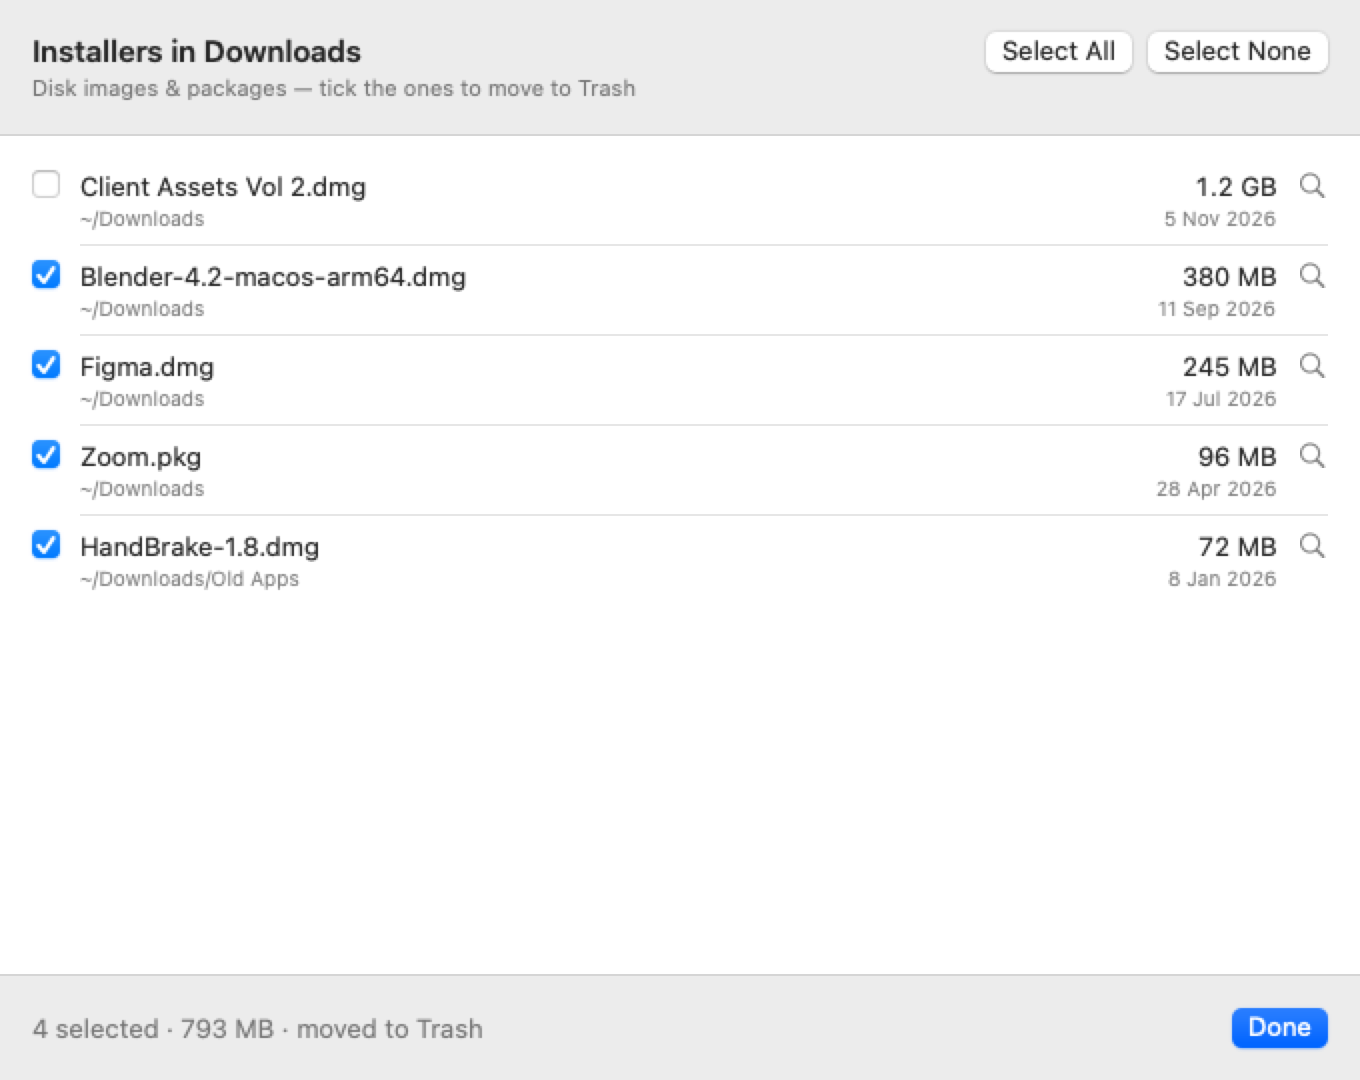 Installers in Downloads
Disk images & packages — tick the ones to move to Trash
Select All
Select None
Client Assets Vol 2.dmg
1.2 GB
~/Downloads
5 Nov 2026
Blender-4.2-macos-arm64.dmg
380 MB
~/Downloads
11 Sep 2026
Figma.dmg
245 MB
~/Downloads
17 Jul 2026
Zoom.pkg
96 MB
~/Downloads
28 Apr 2026
HandBrake-1.8.dmg
72 MB
~/Downloads/Old Apps
8 Jan 2026
4 selected · 793 MB · moved to Trash
Done